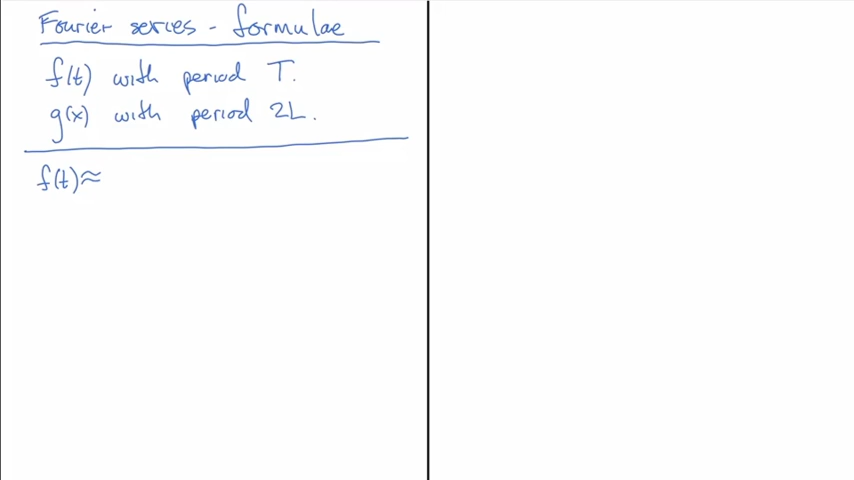 Fourier series - formulae
f(t) with period T.
g(x) with period 2L.
f(t)≈